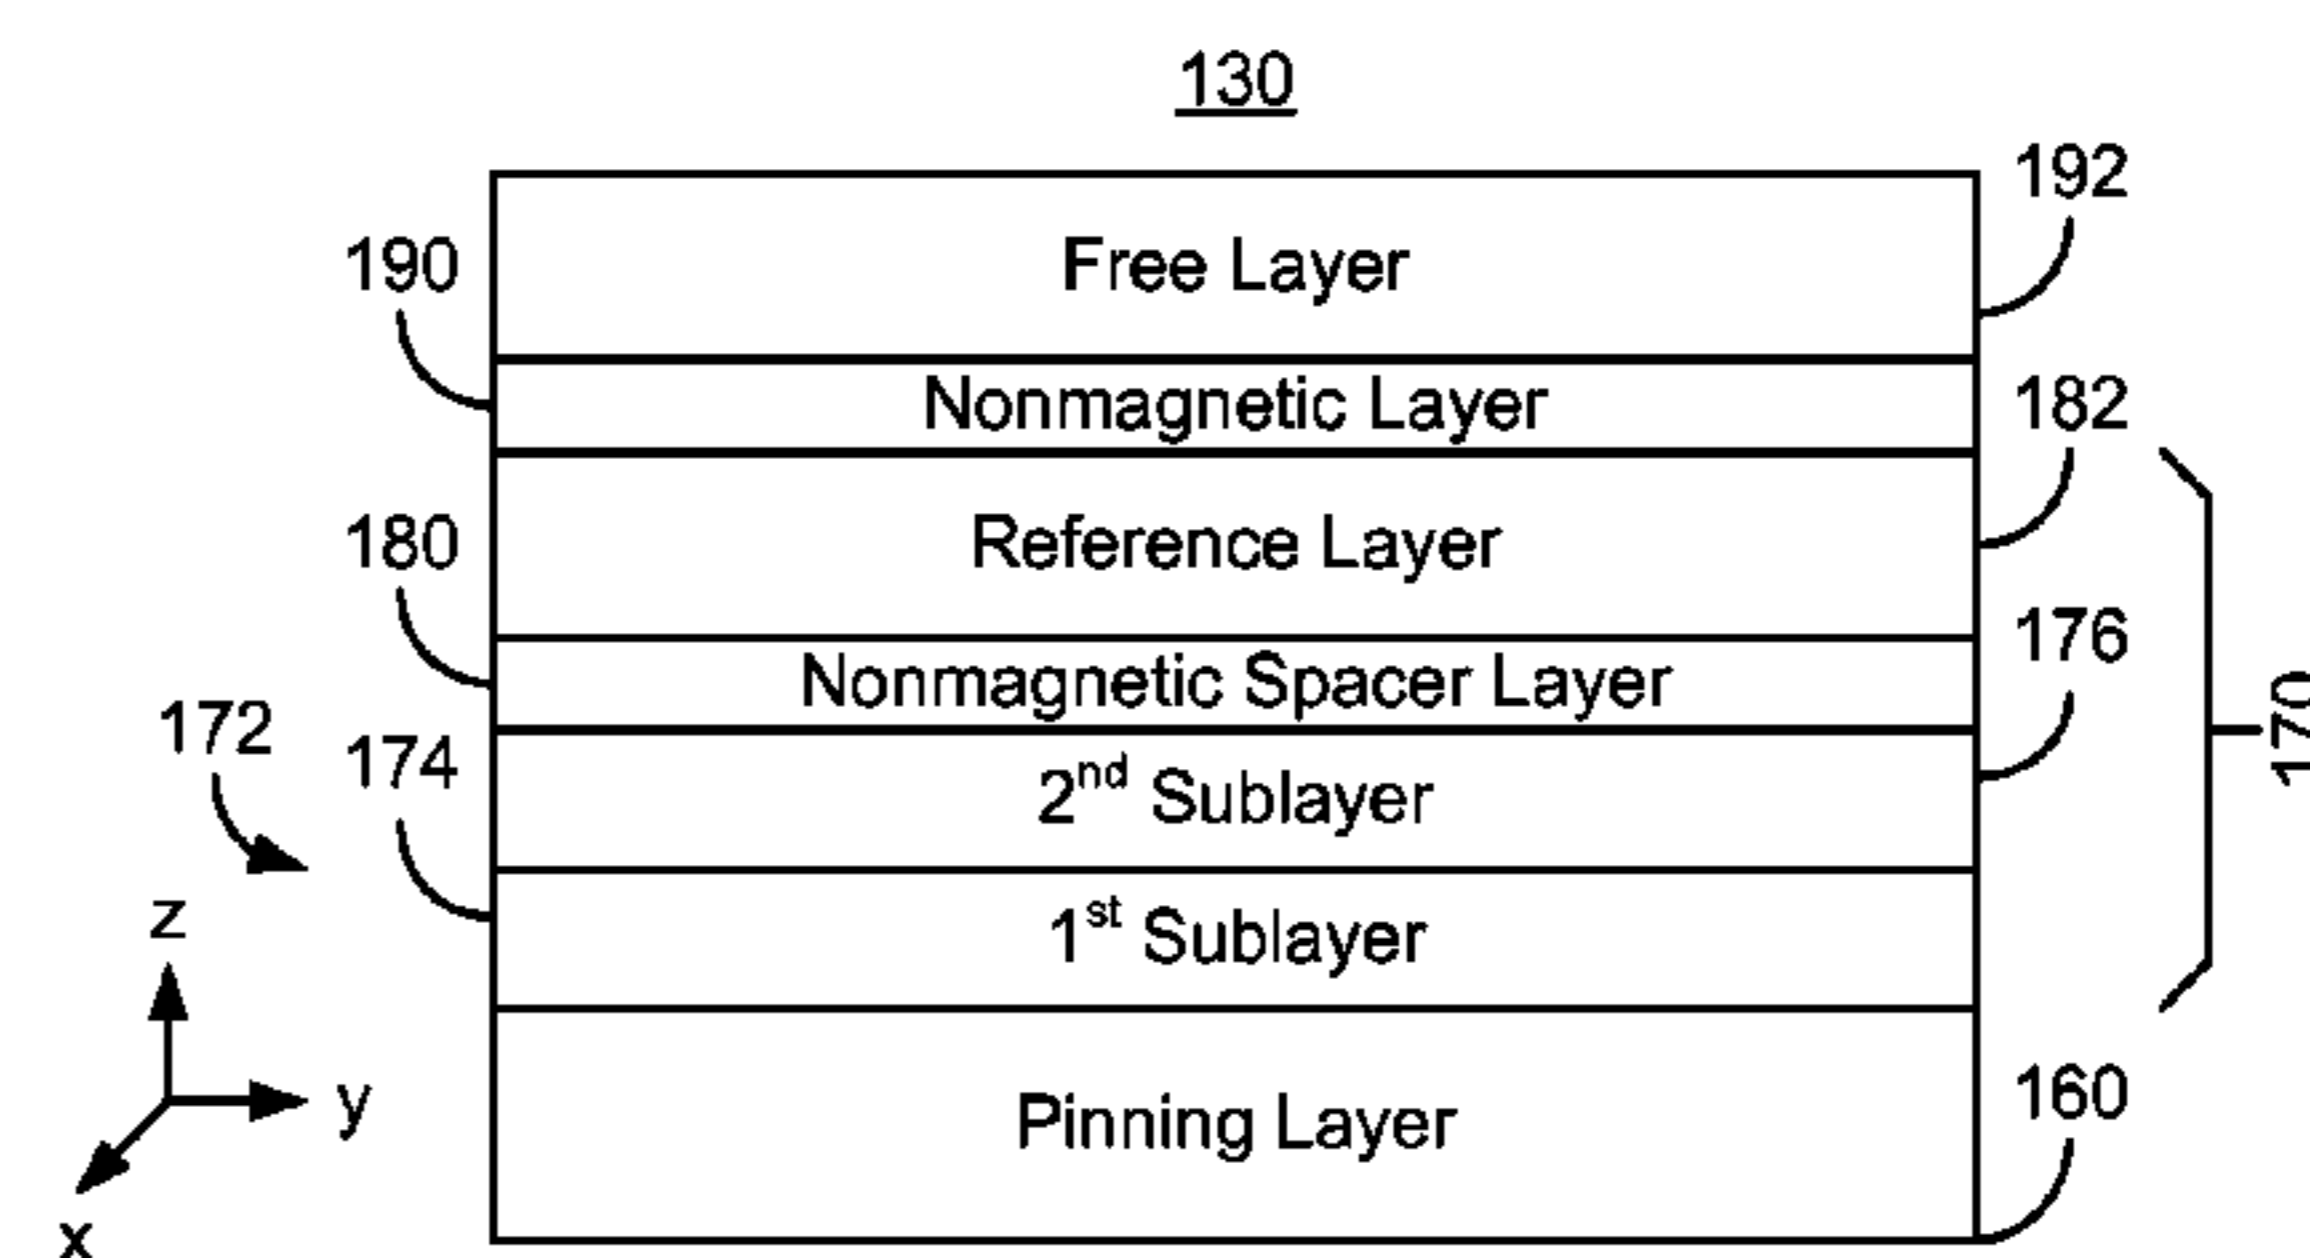 130
192
Free Layer
190
Nonmagnetic Layer
182
Reference Layer
180
176
Nonmagnetic Spacer Layer
170
172
174
2nd Sublayer
1st Sublayer
z
y
x
Pinning Layer
160